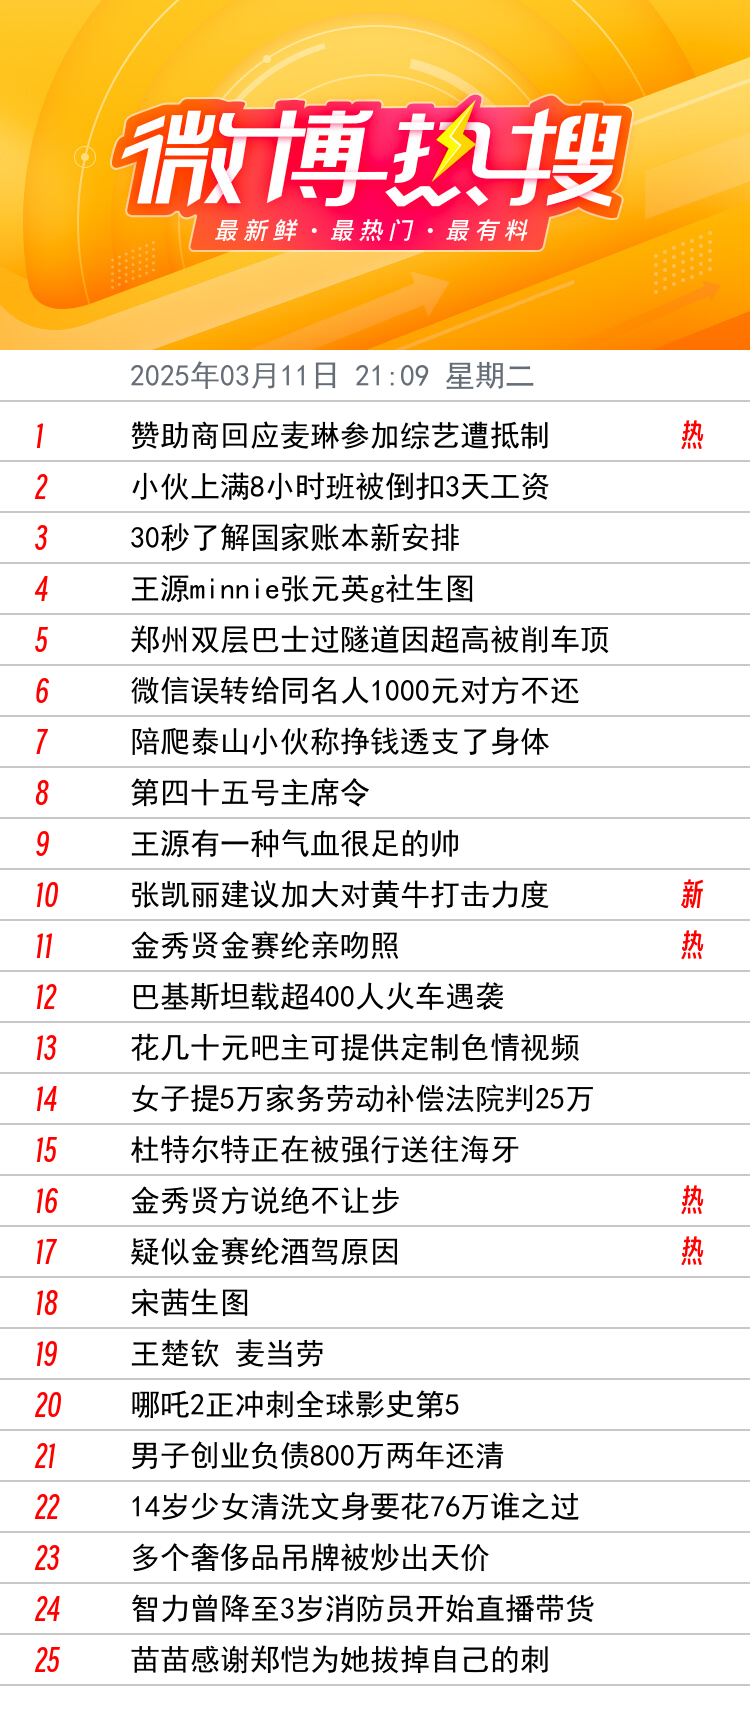 微博热搜
最新鲜·最热门·最有料
2025年03月11日 21:09 星期二
1 赞助商回应麦琳参加综艺遭抵制 热
2 小伙上满8小时班被倒扣3天工资
3 30秒了解国家账本新安排
4 王源minnie张元英g社生图
5 郑州双层巴士过隧道因超高被削车顶
6 微信误转给同名人1000元对方不还
7 陪爬泰山小伙称挣钱透支了身体
8 第四十五号主席令
9 王源有一种气血很足的帅
10 张凯丽建议加大对黄牛打击力度 新
11 金秀贤金赛纶亲吻照 热
12 巴基斯坦载超400人火车遇袭
13 花几十元吧主可提供定制色情视频
14 女子提5万家务劳动补偿法院判25万
15 杜特尔特正在被强行送往海牙
16 金秀贤方说绝不让步 热
17 疑似金赛纶酒驾原因 热
18 宋茜生图
19 王楚钦 麦当劳
20 哪吒2正冲刺全球影史第5
21 男子创业负债800万两年还清
22 14岁少女清洗文身要花76万谁之过
23 多个奢侈品吊牌被炒出天价
24 智力曾降至3岁消防员开始直播带货
25 苗苗感谢郑恺为她拔掉自己的刺